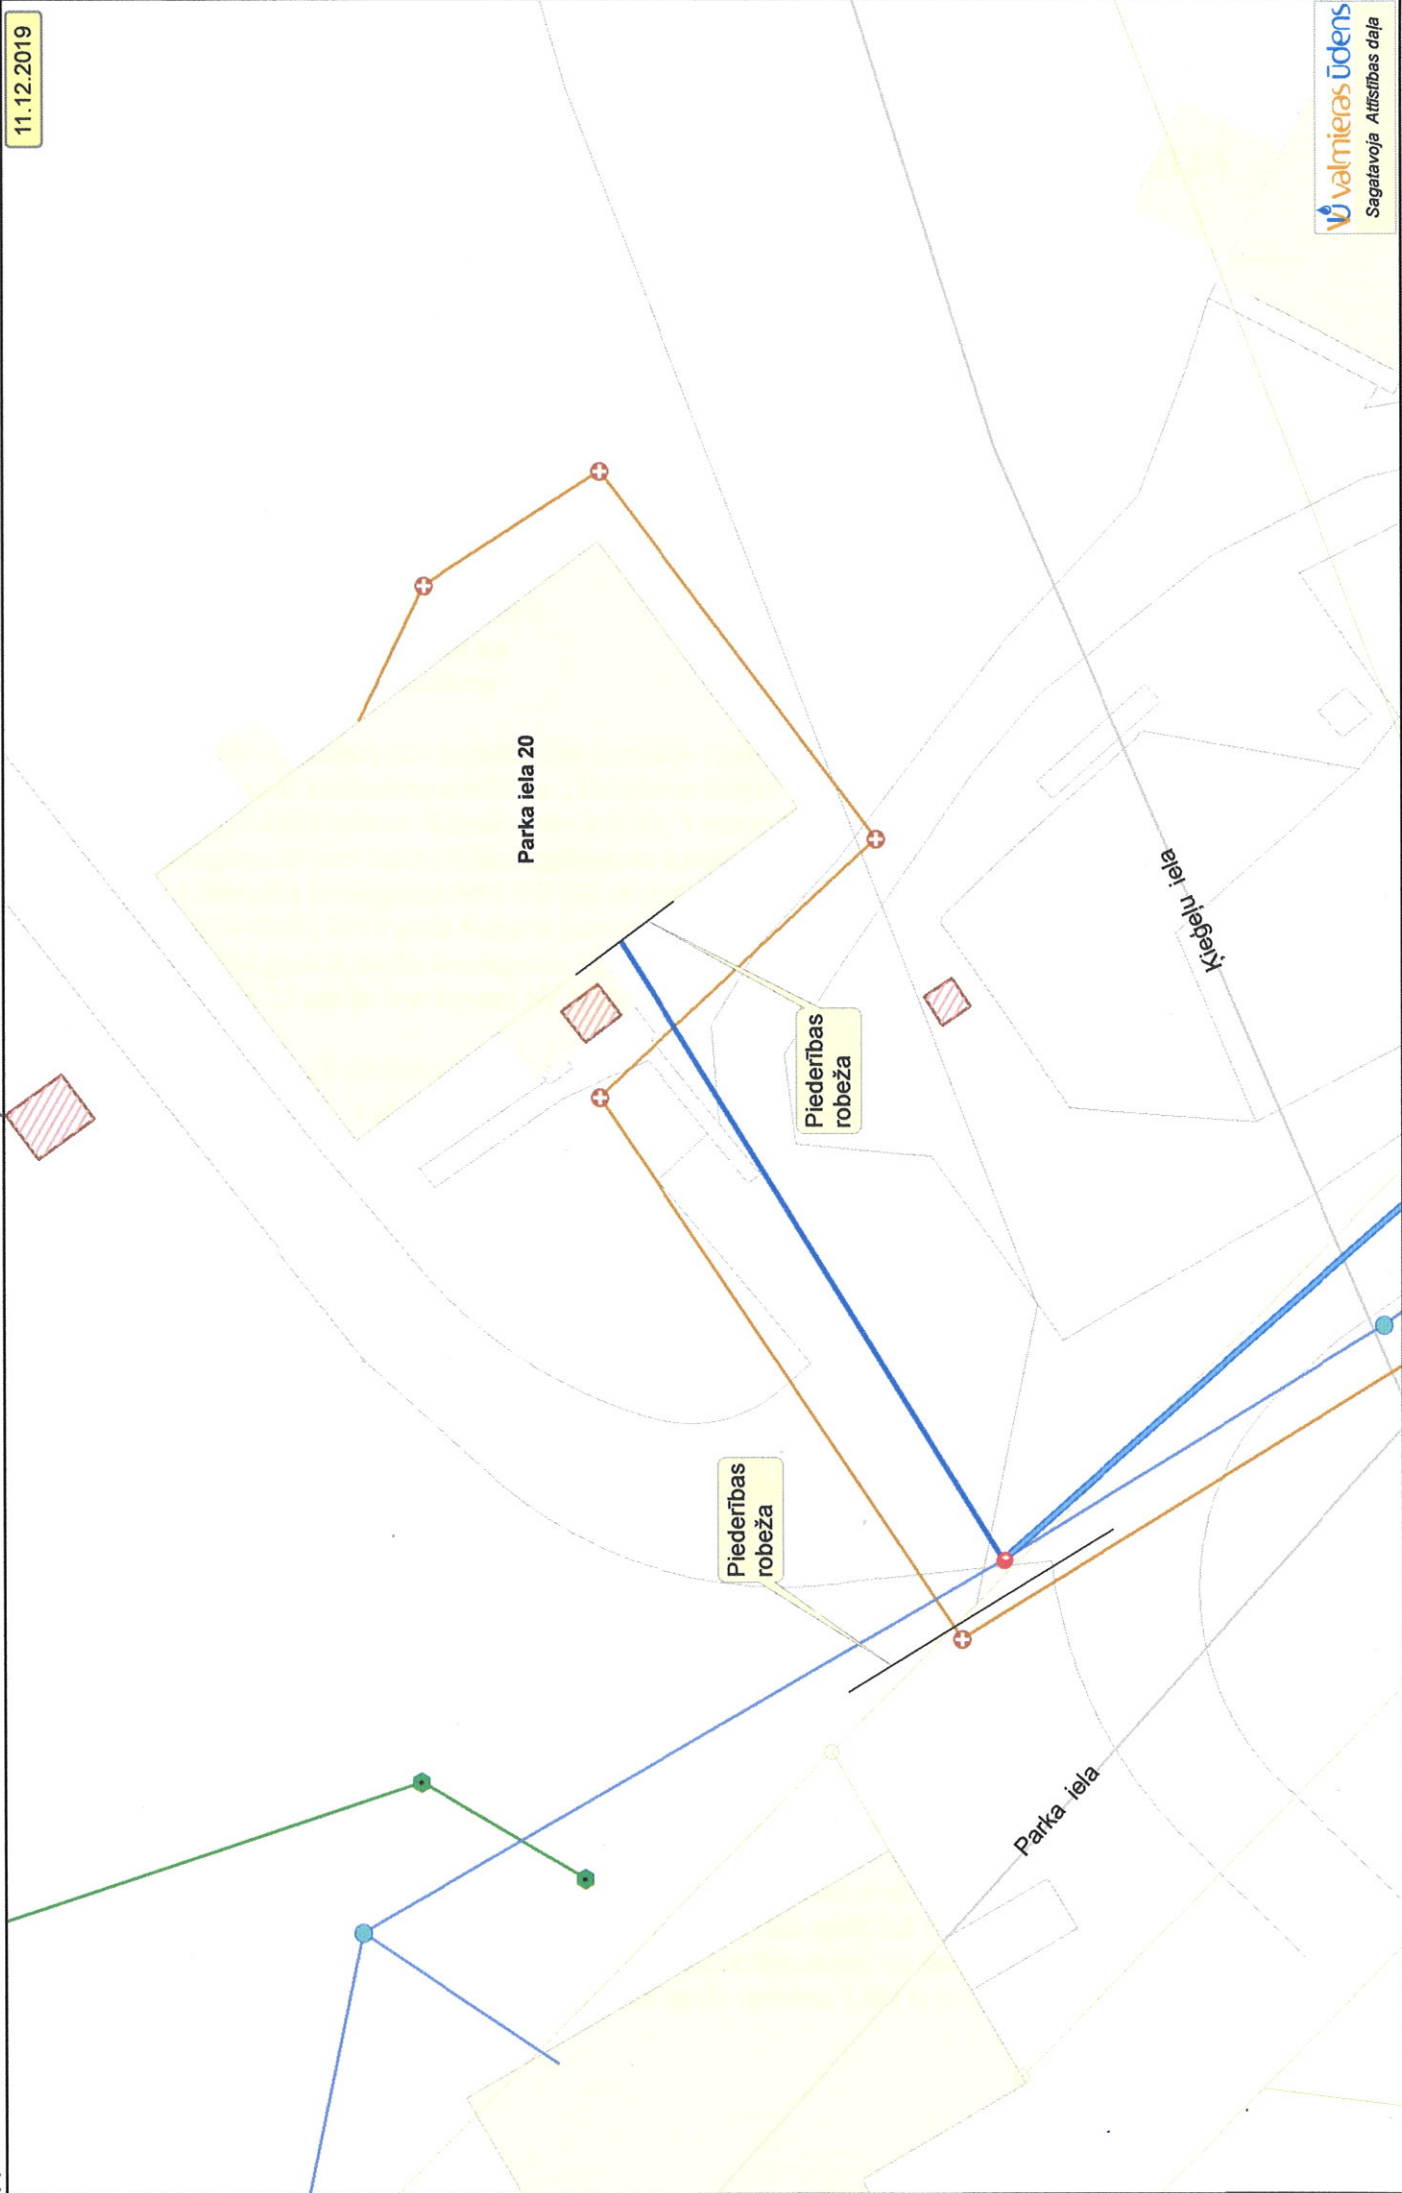 11.12.2019
Parka iela 20
Piederības
robeža
Piederības
robeža
Ķieģeļu iela
Parka iela
valmieras ūdens
Sagatavoja Attīstības daļa